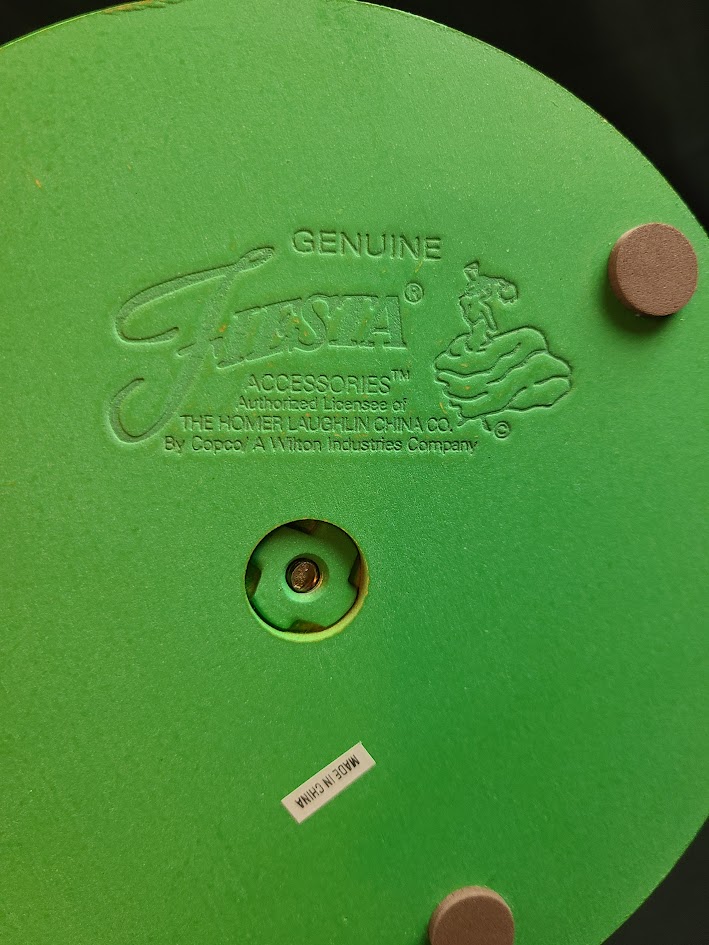 GENUINE
FIESTA®
ACCESSORIES™
Authorized Licensee of
THE HOMER LAUGHLIN CHINA CO.
By Copco/ A Wilton Industries Company
©
MADE IN CHINA